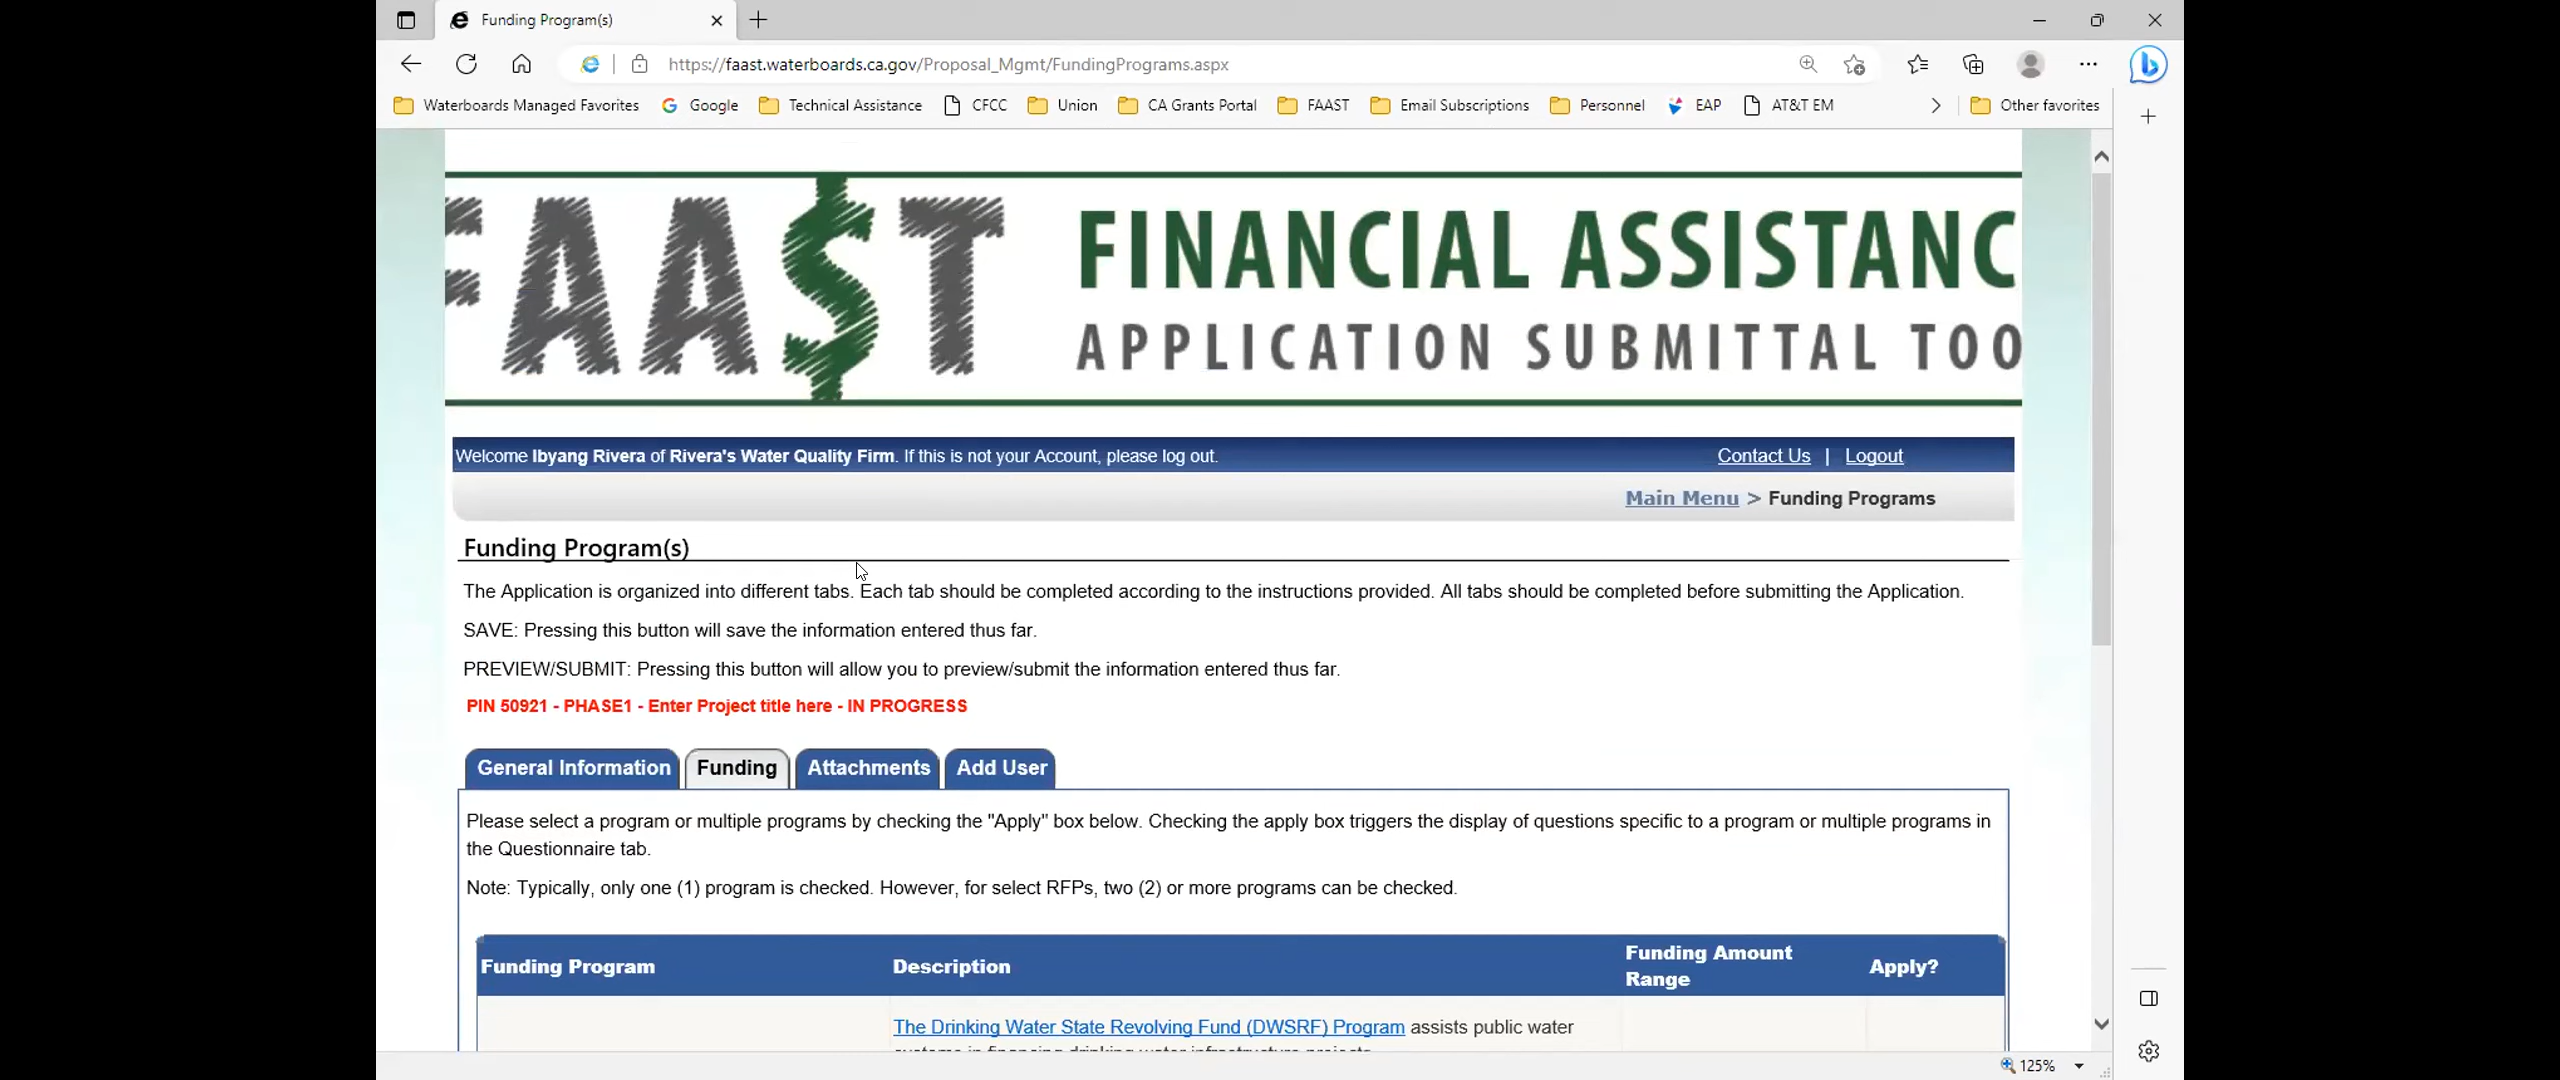 Funding Program(s)
https://faast.waterboards.ca.gov/Proposal_Mgmt/FundingPrograms.aspx
Waterboards Managed Favorites Google Technical Assistance CFCC Union CA Grants Portal FAAST Email Subscriptions Personnel EAP AT&T EM Other favorites
FAA$T
FINANCIAL ASSISTANC
APPLICATION SUBMITTAL TOO
Welcome Ibyang Rivera of Rivera's Water Quality Firm. If this is not your Account, please log out. Contact Us | Logout
Main Menu > Funding Programs
Funding Program(s)
The Application is organized into different tabs. Each tab should be completed according to the instructions provided. All tabs should be completed before submitting the Application.
SAVE: Pressing this button will save the information entered thus far.
PREVIEW/SUBMIT: Pressing this button will allow you to preview/submit the information entered thus far.
PIN 50921 - PHASE1 - Enter Project title here - IN PROGRESS
General Information Funding Attachments Add User
Please select a program or multiple programs by checking the "Apply" box below. Checking the apply box triggers the display of questions specific to a program or multiple programs in
the Questionnaire tab.
Note: Typically, only one (1) program is checked. However, for select RFPs, two (2) or more programs can be checked.
Funding Program Description Funding Amount Range Apply?
The Drinking Water State Revolving Fund (DWSRF) Program assists public water
systems in financing drinking water infrastructure projects
125%